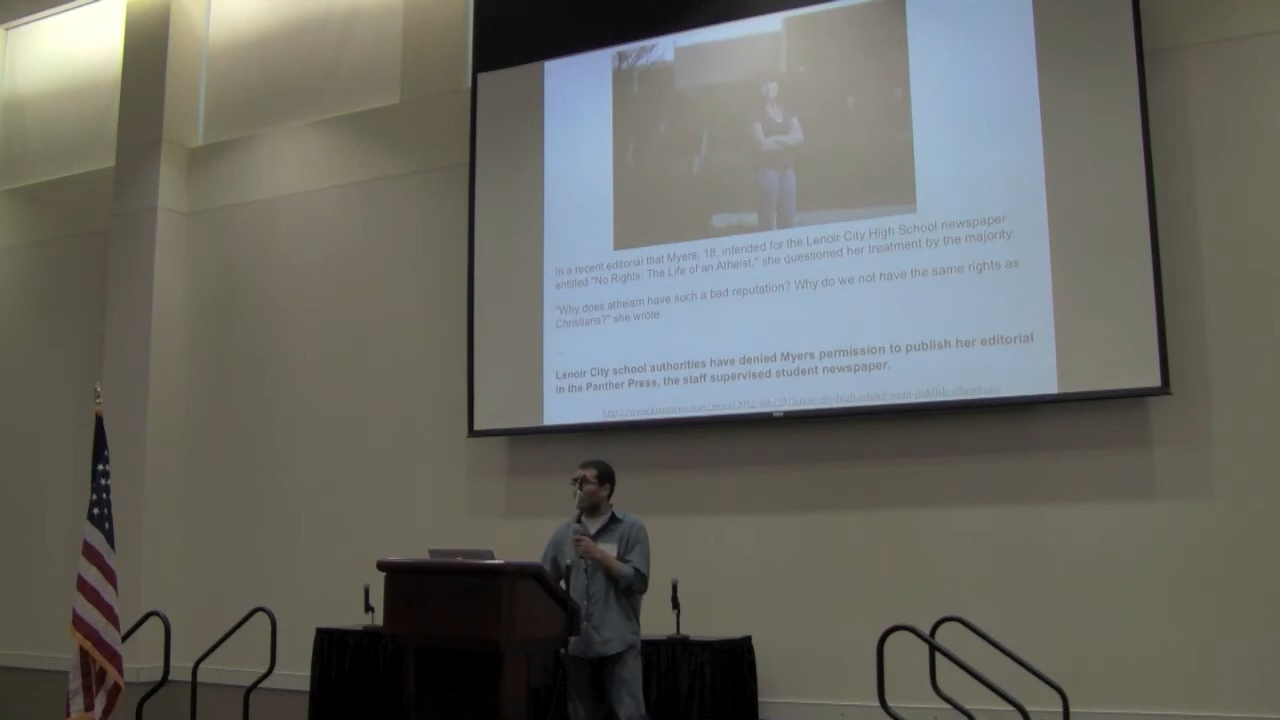 In a recent editorial that Myers, 18, intended for the Lenoir City High School newspaper
entitled "No Rights: The Life of an Atheist," she questioned her treatment by the majority.
"Why does atheism have such a bad reputation? Why do we not have the same rights as
Christians?" she wrote.
Lenoir City school authorities have denied Myers permission to publish her editorial
in the Panther Press, the staff supervised student newspaper.